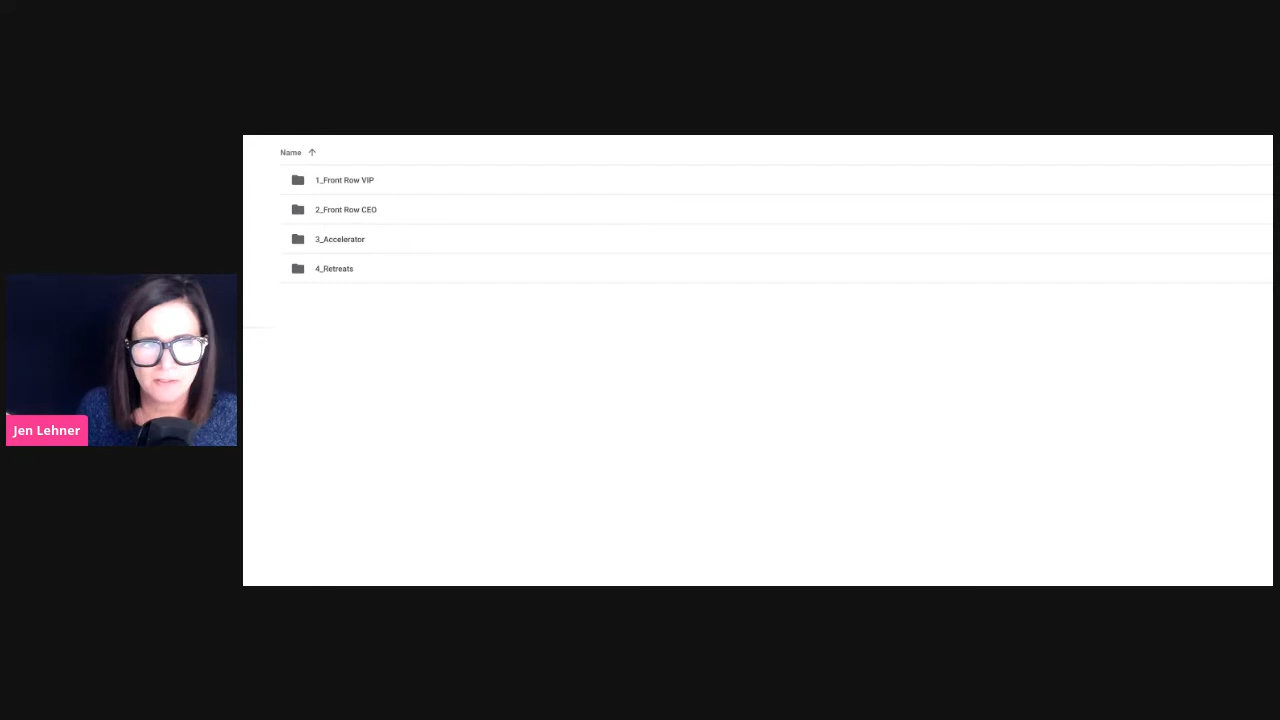 Name
1_Front Row VIP
2_Front Row CEO
3_Accelerator
4_Retreats
Jen Lehner